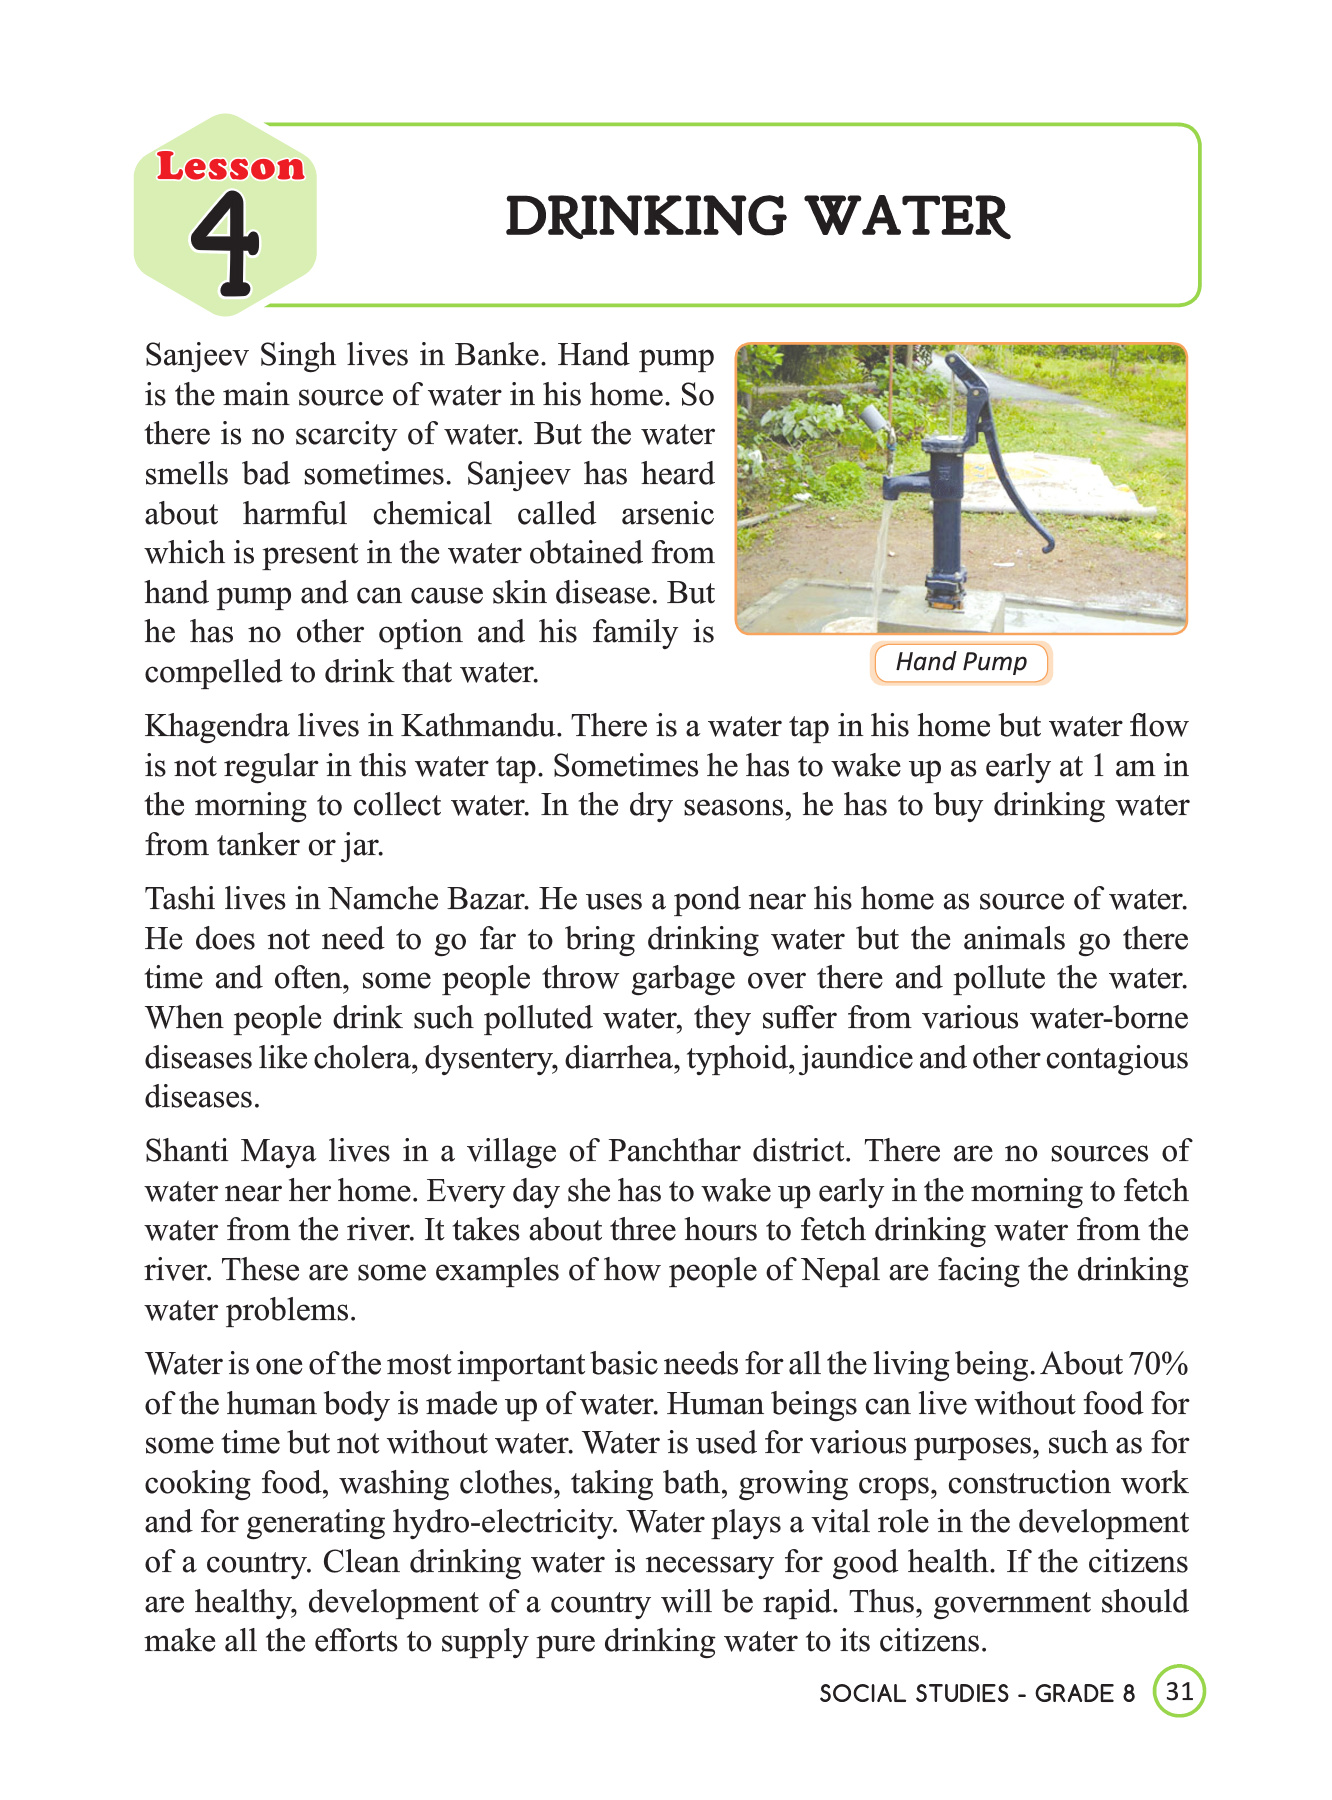 Lesson
4
DRINKING WATER
Sanjeev Singh lives in Banke. Hand pump
is the main source of water in his home. So
there is no scarcity of water. But the water
smells bad sometimes. Sanjeev has heard
about harmful chemical called arsenic
which is present in the water obtained from
hand pump and can cause skin disease. But
he has no other option and his family is
compelled to drink that water.
Hand Pump
Khagendra lives in Kathmandu. There is a water tap in his home but water flow
is not regular in this water tap. Sometimes he has to wake up as early at 1 am in
the morning to collect water. In the dry seasons, he has to buy drinking water
from tanker or jar.
Tashi lives in Namche Bazar. He uses a pond near his home as source of water.
He does not need to go far to bring drinking water but the animals go there
time and often, some people throw garbage over there and pollute the water.
When people drink such polluted water, they suffer from various water-borne
diseases like cholera, dysentery, diarrhea, typhoid, jaundice and other contagious
diseases.
Shanti Maya lives in a village of Panchthar district. There are no sources of
water near her home. Every day she has to wake up early in the morning to fetch
water from the river. It takes about three hours to fetch drinking water from the
river. These are some examples of how people of Nepal are facing the drinking
water problems.
Water is one of the most important basic needs for all the living being. About 70%
of the human body is made up of water. Human beings can live without food for
some time but not without water. Water is used for various purposes, such as for
cooking food, washing clothes, taking bath, growing crops, construction work
and for generating hydro-electricity. Water plays a vital role in the development
of a country. Clean drinking water is necessary for good health. If the citizens
are healthy, development of a country will be rapid. Thus, government should
make all the efforts to supply pure drinking water to its citizens.
SOCIAL STUDIES - GRADE 8 31